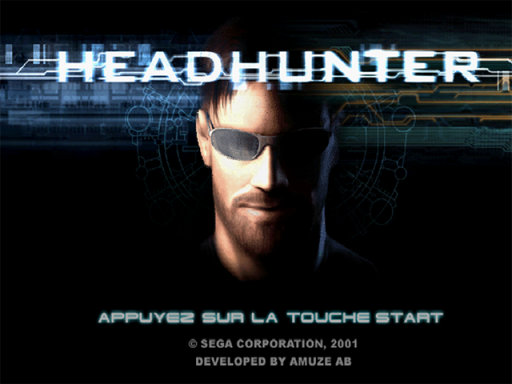 HEADHUNTER
APPUYEZ SUR LA TOUCHE START
© SEGA CORPORATION, 2001
DEVELOPED BY AMUZE AB